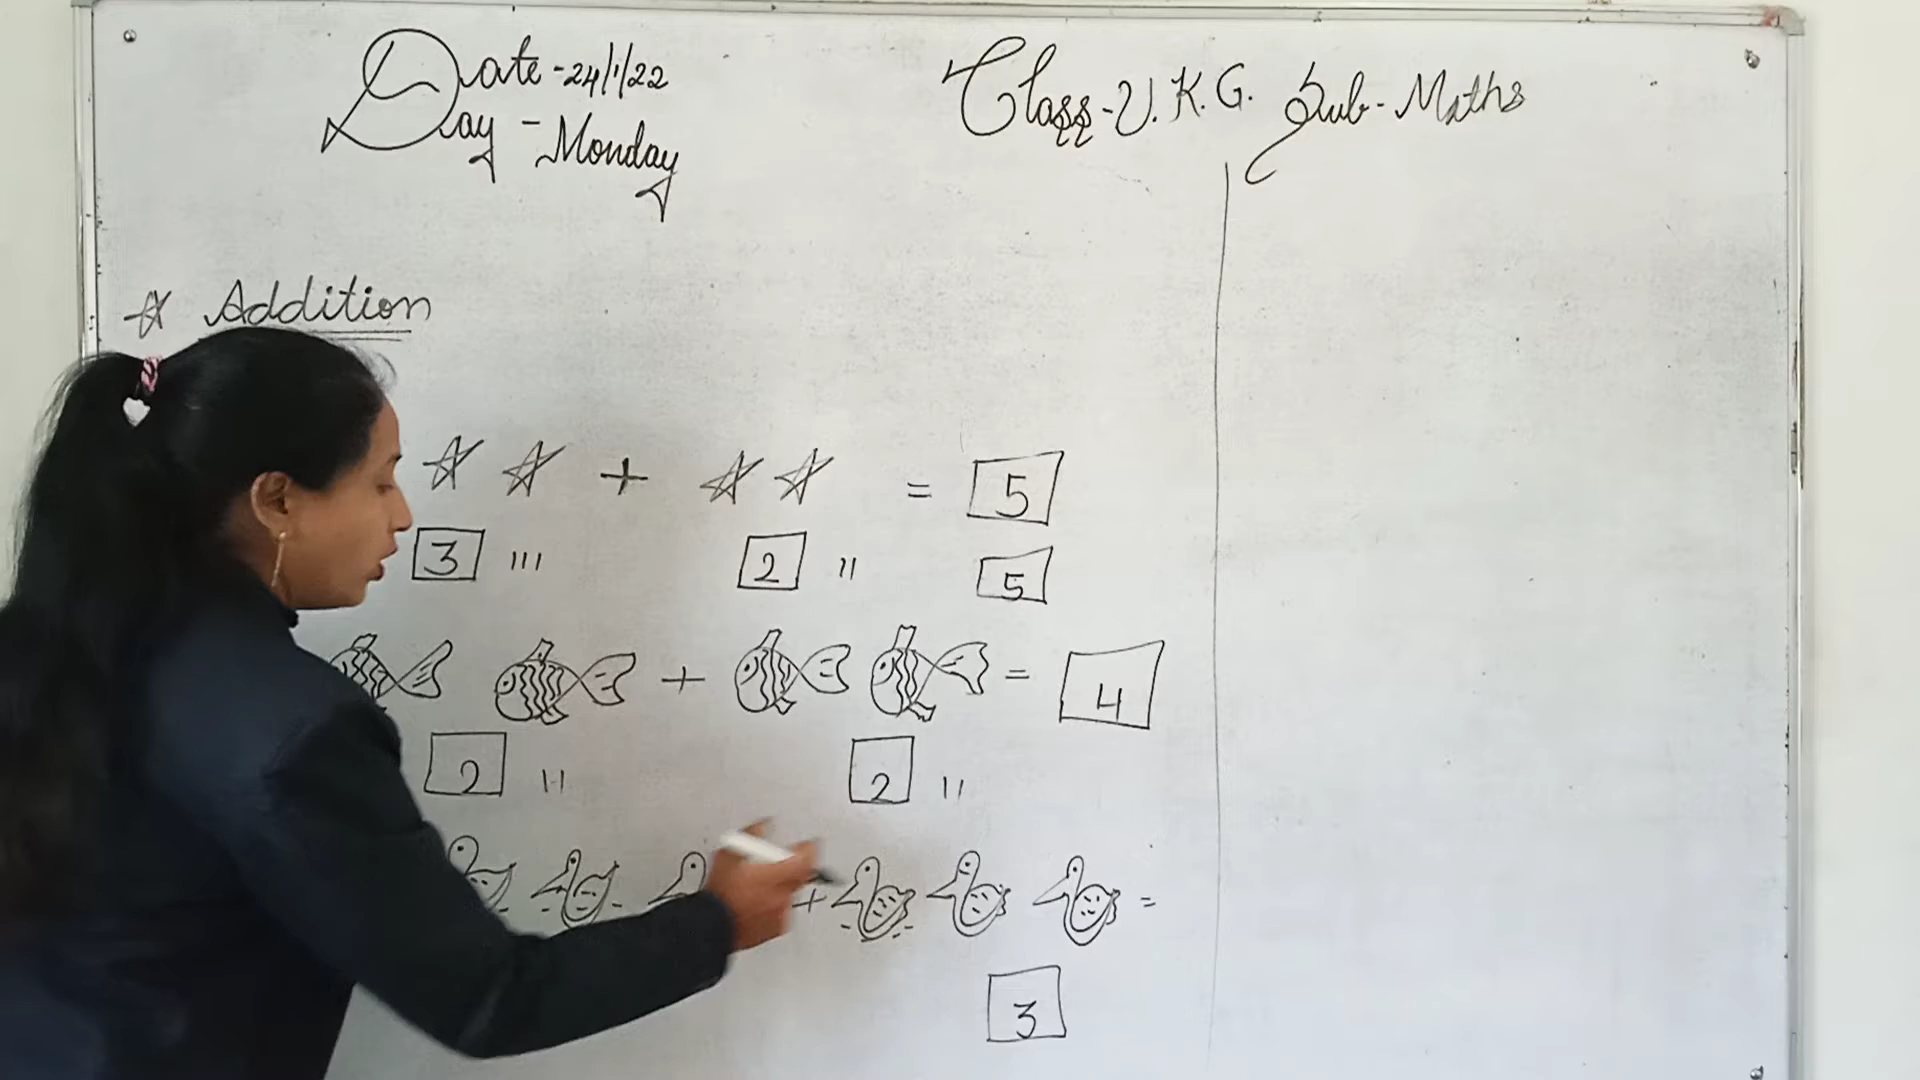 Date - 24/1/22
Day - Monday
Class - U.K.G. Sub - Maths
Addition
+ = 5
3 2 5
+ = 4
2 2
+ =
3